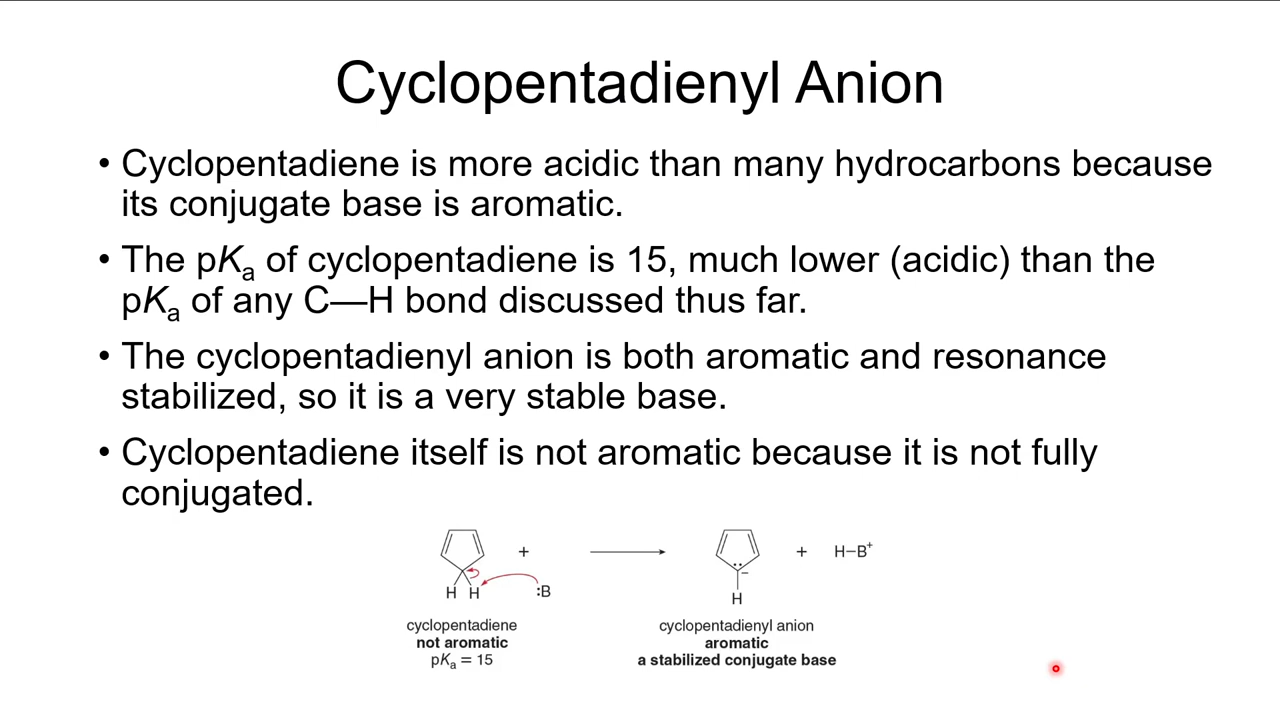 Cyclopentadienyl Anion
• Cyclopentadiene is more acidic than many hydrocarbons because
its conjugate base is aromatic.
• The pKa of cyclopentadiene is 15, much lower (acidic) than the
pKa of any C—H bond discussed thus far.
• The cyclopentadienyl anion is both aromatic and resonance
stabilized, so it is a very stable base.
• Cyclopentadiene itself is not aromatic because it is not fully
conjugated.
+ + H–B+
H H :B
H
cyclopentadiene cyclopentadienyl anion
not aromatic aromatic
pKa = 15 a stabilized conjugate base